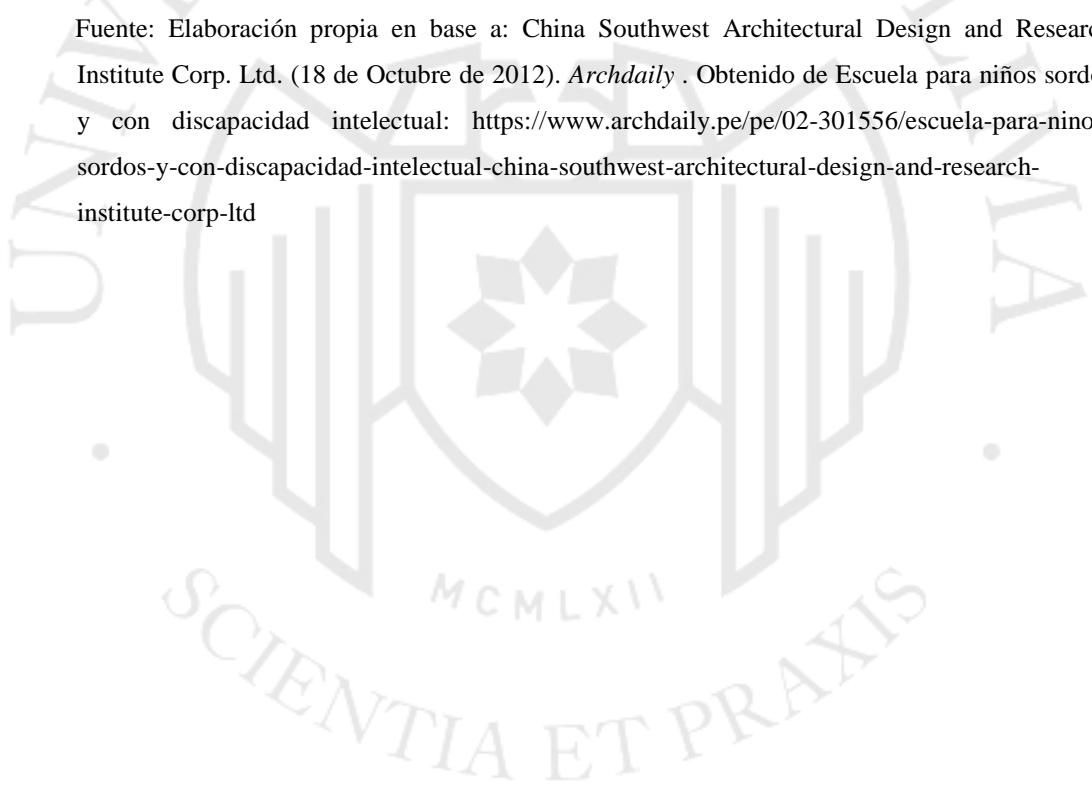 Fuente: Elaboración propia en base a: China Southwest Architectural Design and Research
Institute Corp. Ltd. (18 de Octubre de 2012). Archdaily . Obtenido de Escuela para niños
y con discapacidad intelectual: https://www.archdaily.pe/pe/02-301556/escuela-para-nino
sordos-y-con-discapacidad-intelectual-china-southwest-architectural-design-and-research-
institute-corp-ltd
MCMLXII
SCIENTIA ET PRAXIS